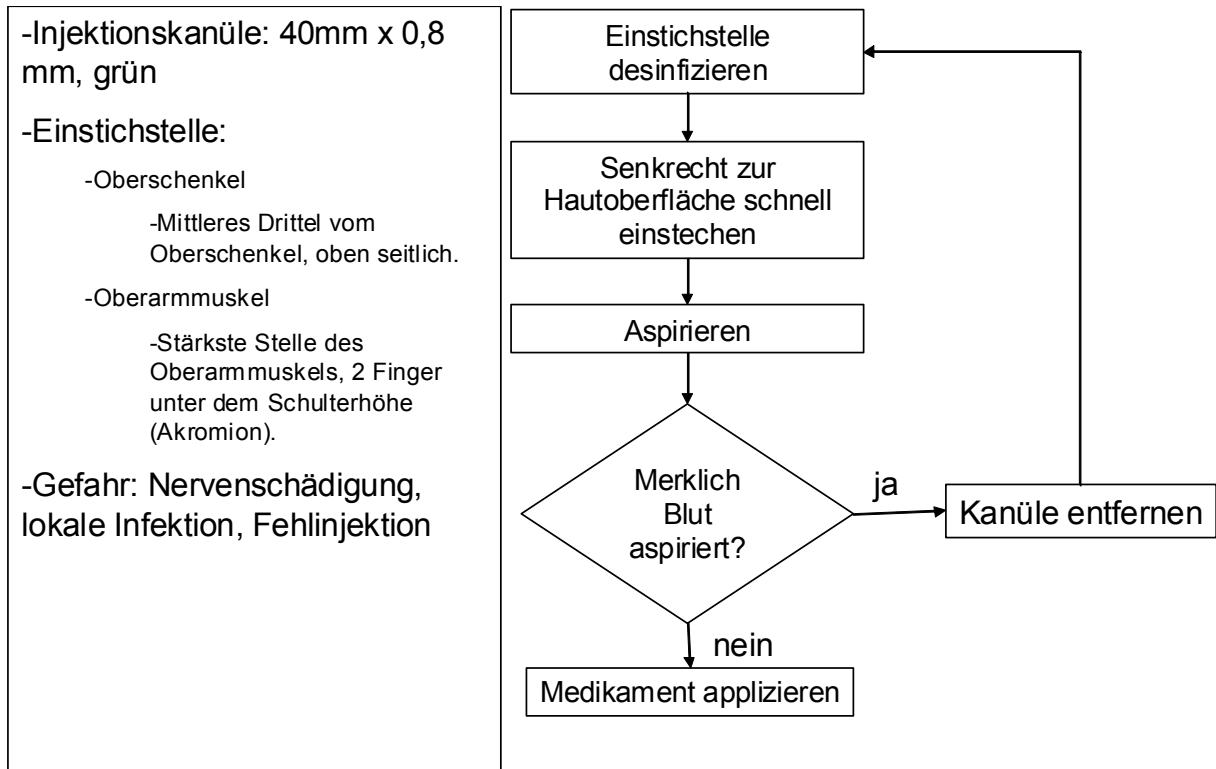 -Injektionskanüle: 40mm x 0,8
mm, grün
-Einstichstelle:
-Oberschenkel
-Mittleres Drittel vom
Oberschenkel, oben seitlich.
-Oberarmmuskel
-Stärkste Stelle des
Oberarmmuskels, 2 Finger
unter dem Schulterhöhe
(Akromion).
-Gefahr: Nervenschädigung,
lokale Infektion, Fehlinjektion
Einstichstelle
desinfizieren
Senkrecht zur
Hautoberfläche schnell
einstechen
Aspirieren
Merklich
Blut
aspiriert?
ja
Kanüle entfernen
nein
Medikament applizieren